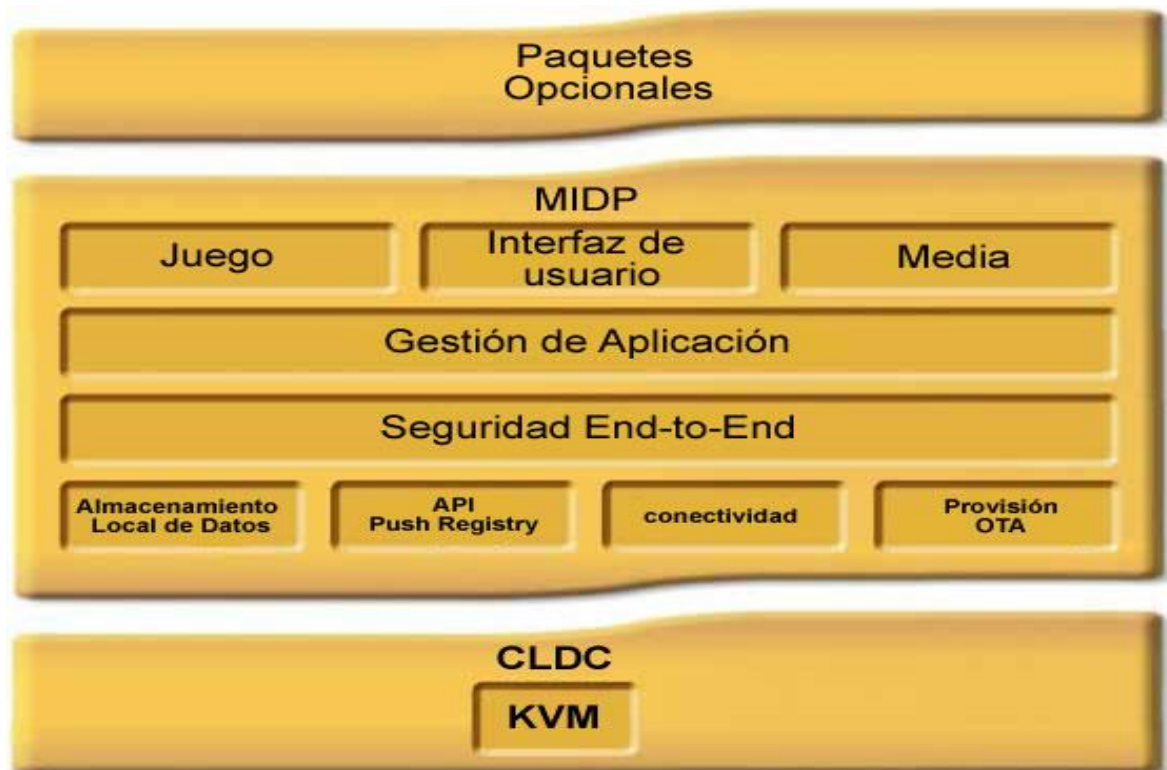 Paquetes
Opcionales
MIDP
Juego
Interfaz de
usuario
Media
Gestión de Aplicación
Seguridad End-to-End
Almacenamiento
Local de Datos
API
Push Registry
conectividad
Provisión
OTA
CLDC
KVM